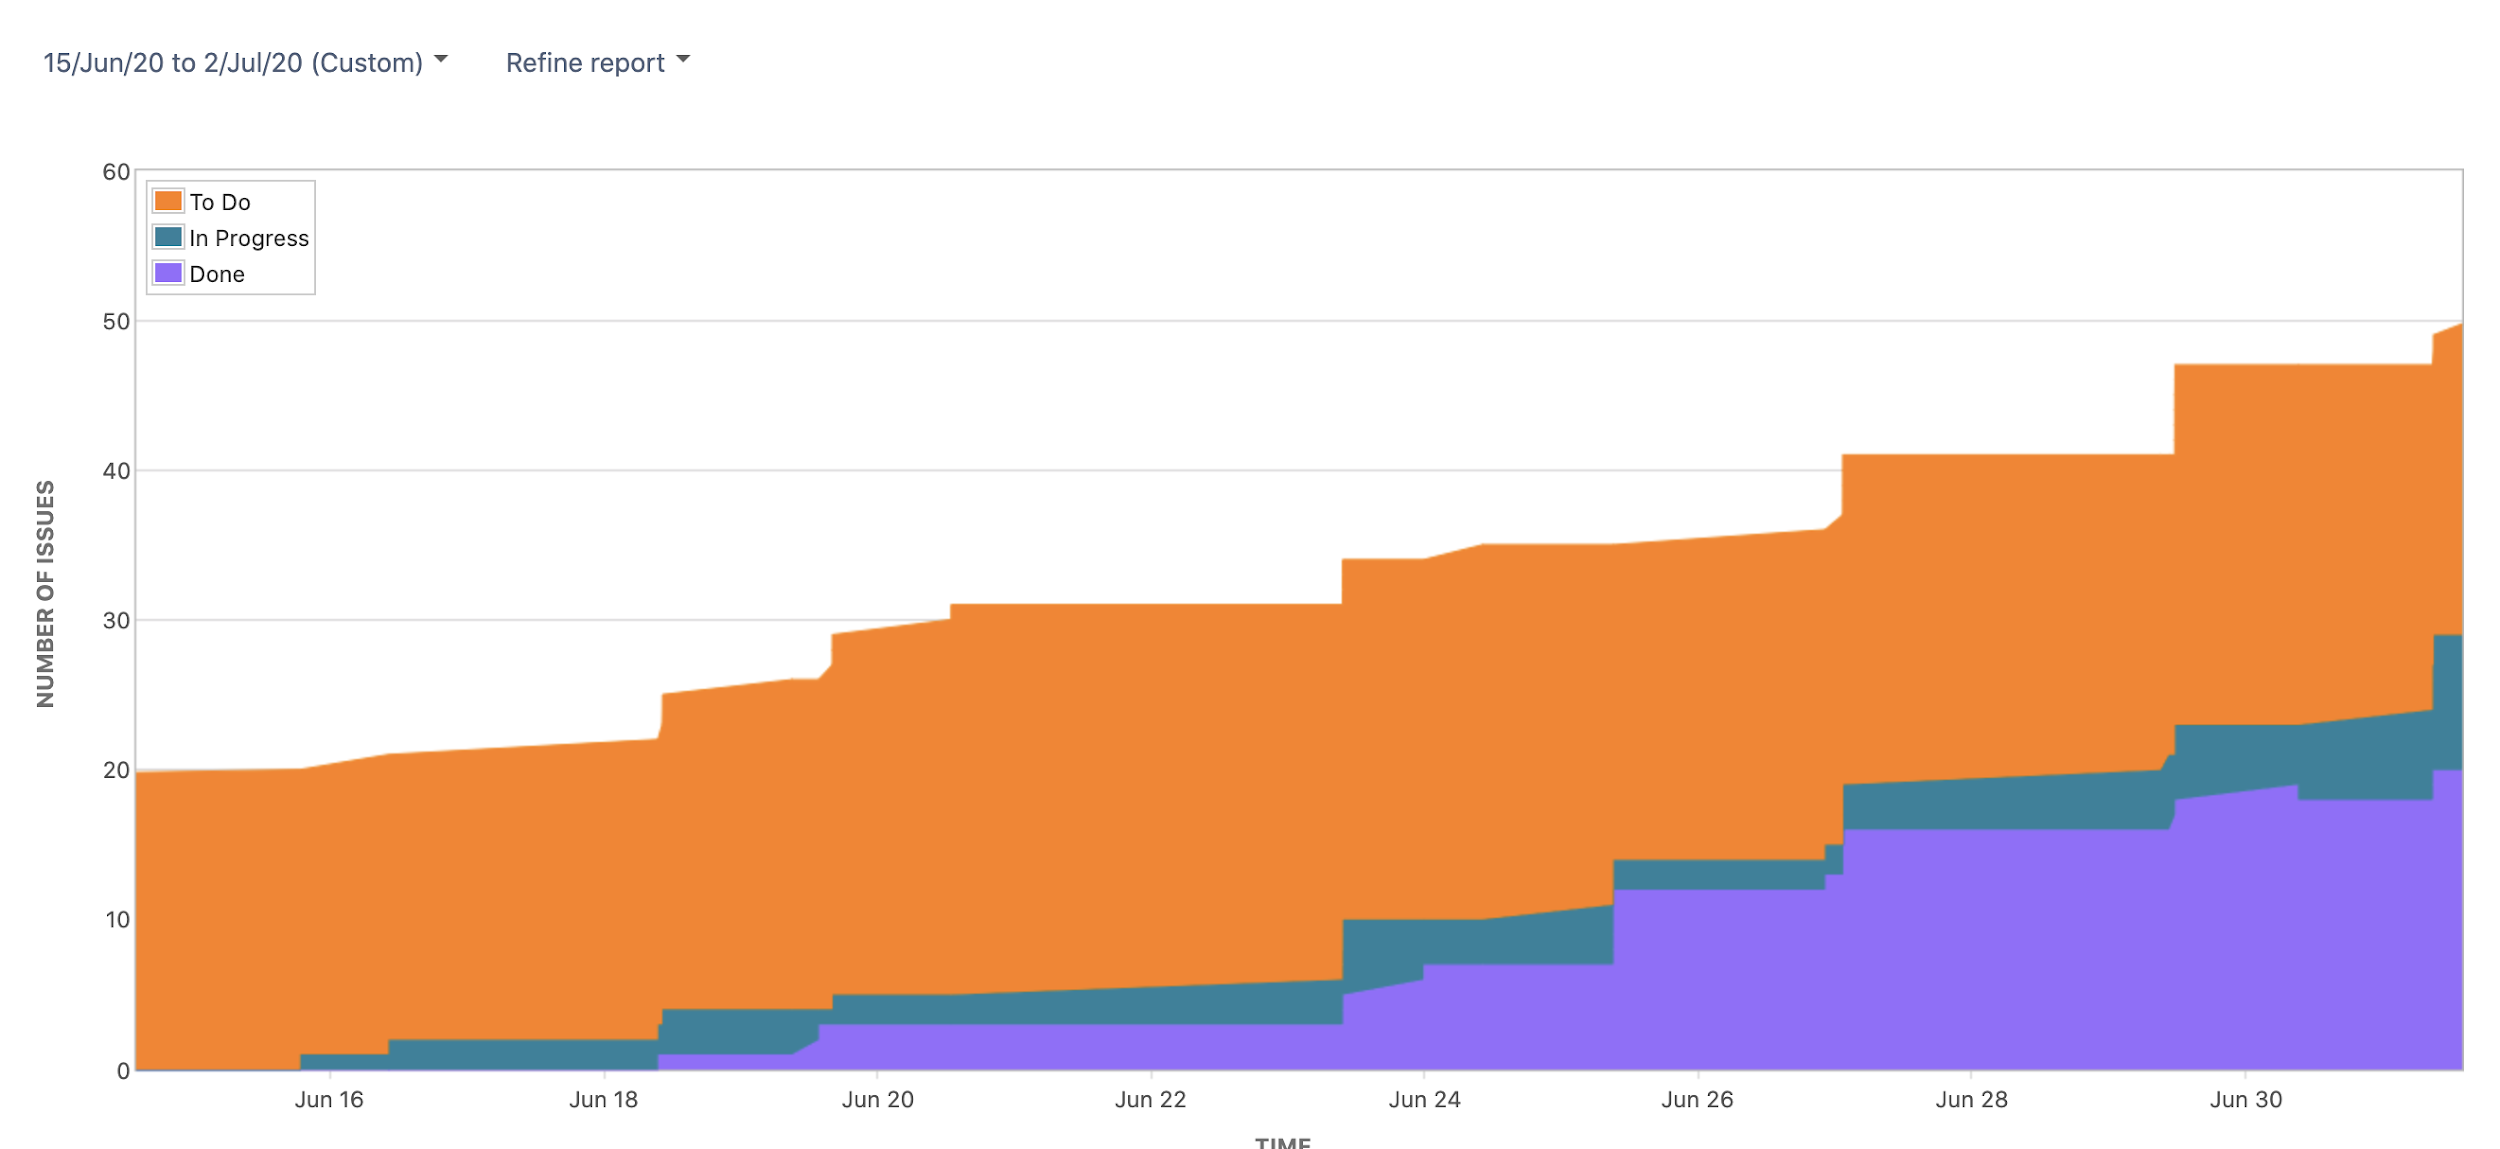 15/Jun/20 to 2/Jul/20 (Custom) Refine report
60
To Do
In Progress
Done
50
40
30
20
10
0
NUMBER OF ISSUES
Jun 16 Jun 18 Jun 20 Jun 22 Jun 24 Jun 26 Jun 28 Jun 30
TIME